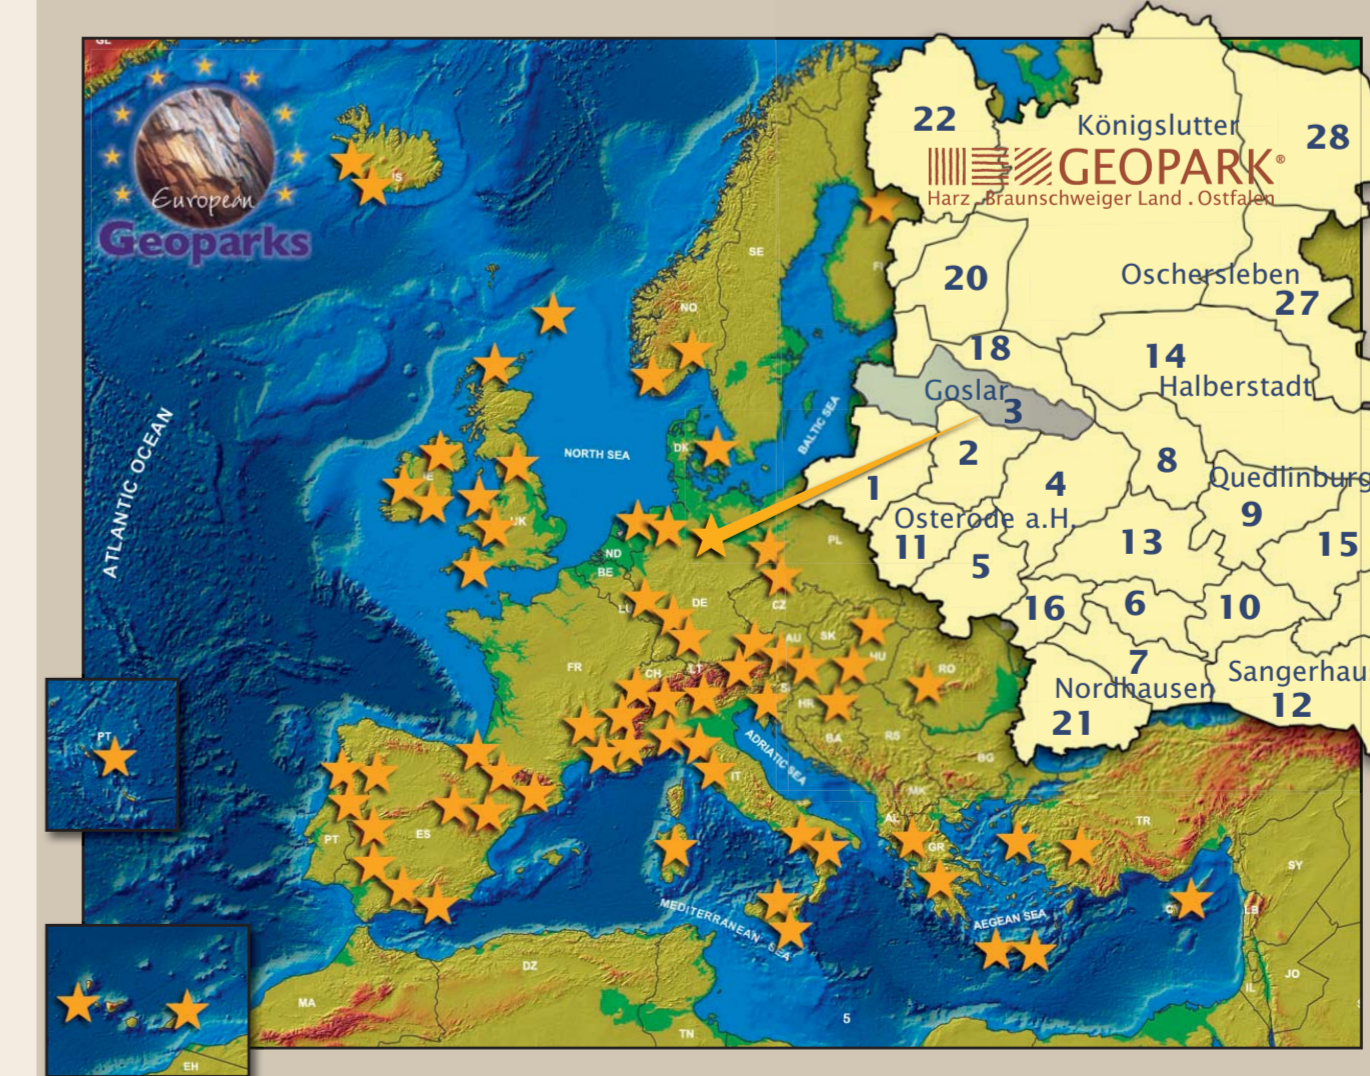 GL
European
Geoparks
IS
22
Königslutter
28
GEOPARK®
Harz . Braunschweiger Land . Ostfalen
SE
20
Oschersleben
27
NO
18
14
Goslar
Halberstadt
3
ATLANTIC OCEAN
NORTH SEA
DK
BALTIC SEA
2
8
1
4
Quedlinburg
9
Osterode a.H.
11
5
13
15
UK
ND
BE
PL
DE
CZ
16
6
10
FR
CH
AU
SK
HU
RO
7
Sangerhau
Nordhausen
12
21
HR
BA
RS
BG
ADRIATIC SEA
IT
PT
MK
AL
GR
TR
PT
ES
SY
MEDITERRANEAN SEA
AEGEAN SEA
LB
DZ
MA
IL
JO
5
TN
EH